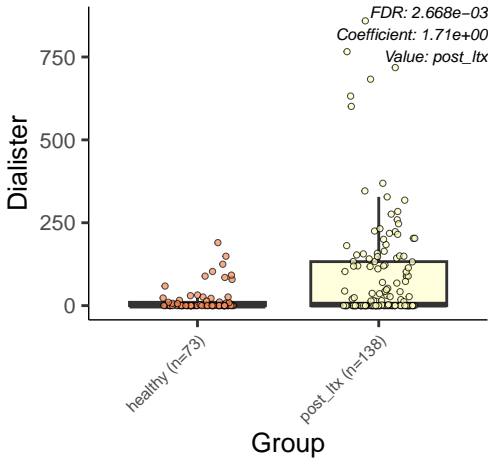 FDR: 2.668e−03
Coefficient: 1.71e+00
Value: post_ltx
Dialister
750
500
250
0
healthy (n=73)
post_ltx (n=138)
Group